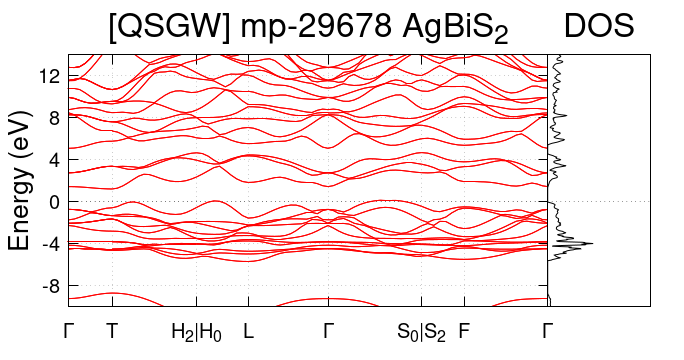 [QSGW] mp-29678 AgBiS2 DOS
Energy (eV)
12
8
4
0
-4
-8
Γ T H2|H0 L Γ S0|S2 F Γ